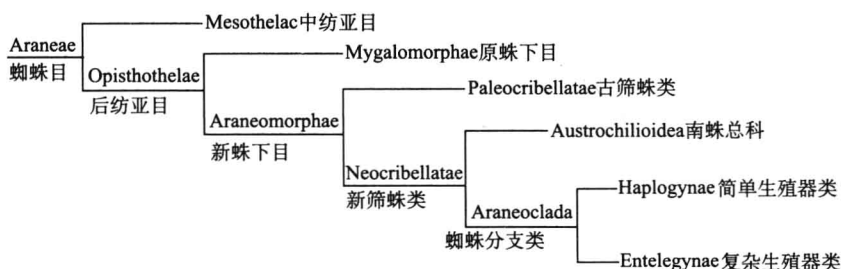 Mesothelac中纺亚目
Araneae
蜘蛛目
Mygalomorphae原蛛下目
Opisthothelae
后纺亚目
Paleocribellatae古筛蛛类
Araneomorphae
新蛛下目
Austrochilioidea南蛛总科
Neocribellatae
新筛蛛类
Haplogynae简单生殖器类
Araneoclada
蜘蛛分支类
Entelegynae复杂生殖器类